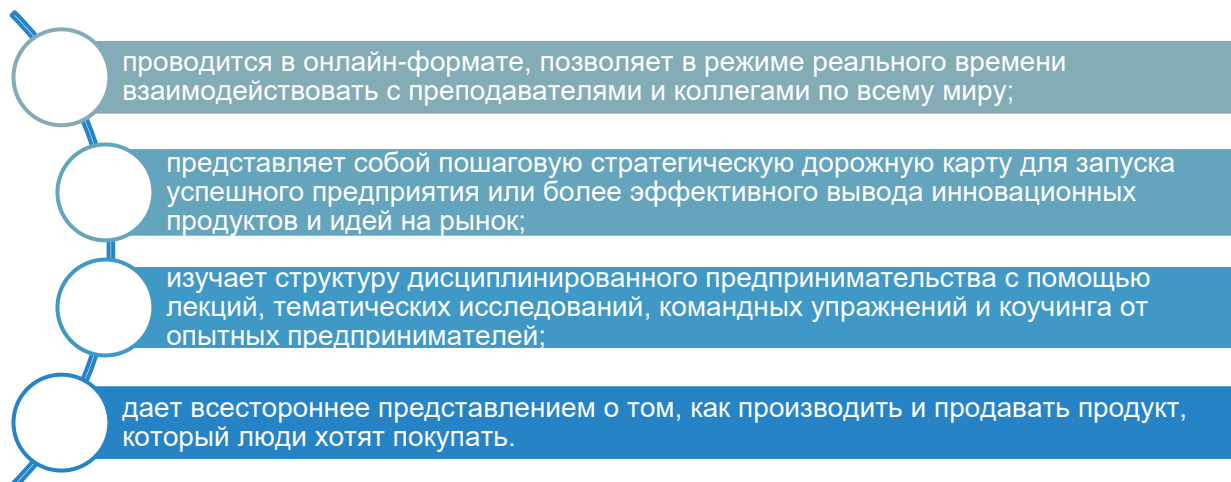 проводится в онлайн-формате, позволяет в режиме реального времени
взаимодействовать с преподавателями и коллегами по всему миру;
представляет собой пошаговую стратегическую дорожную карту для запуска
успешного предприятия или более эффективного вывода инновационных
продуктов и идей на рынок;
изучает структуру дисциплинированного предпринимательства с помощью
лекций, тематических исследований, командных упражнений и коучинга от
опытных предпринимателей;
дает всестороннее представлением о том, как производить и продавать продукт,
который люди хотят покупать.